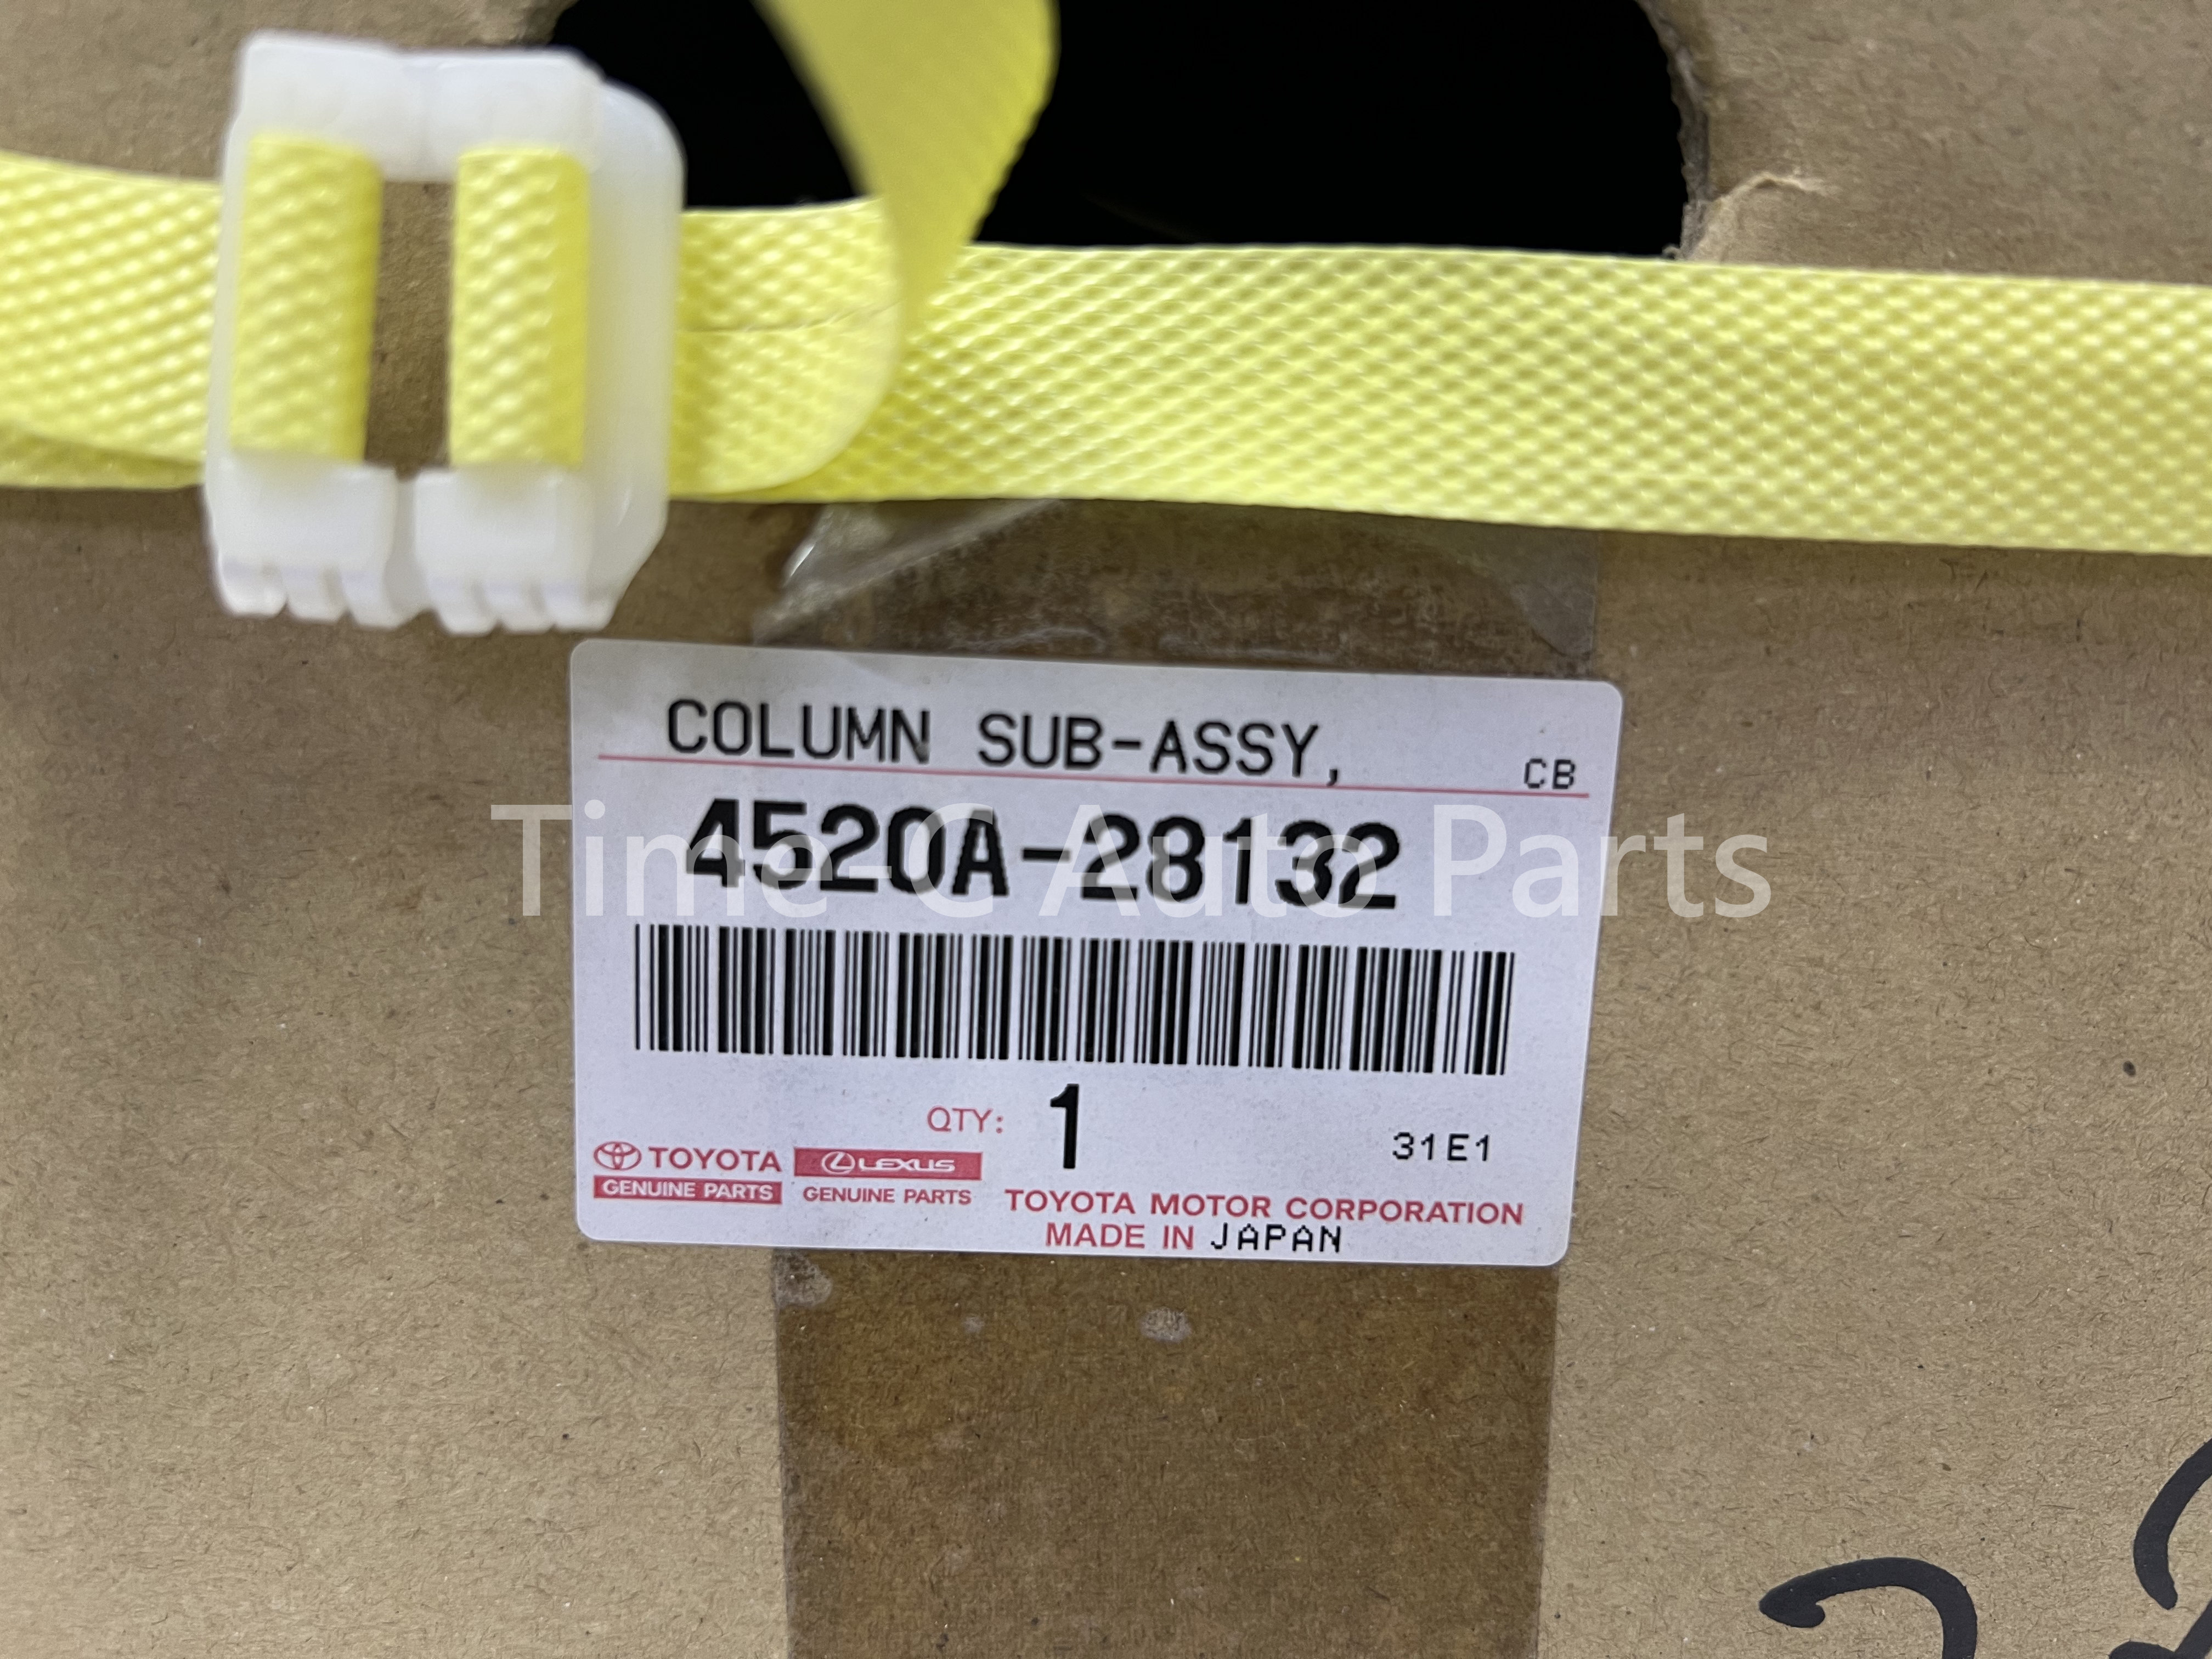 COLUMN SUB-ASSY,
CB
4520A-28132
Time-C Auto Parts
QTY: 1
31E1
TOYOTA
GENUINE PARTS
LEXUS
GENUINE PARTS
TOYOTA MOTOR CORPORATION
MADE IN JAPAN